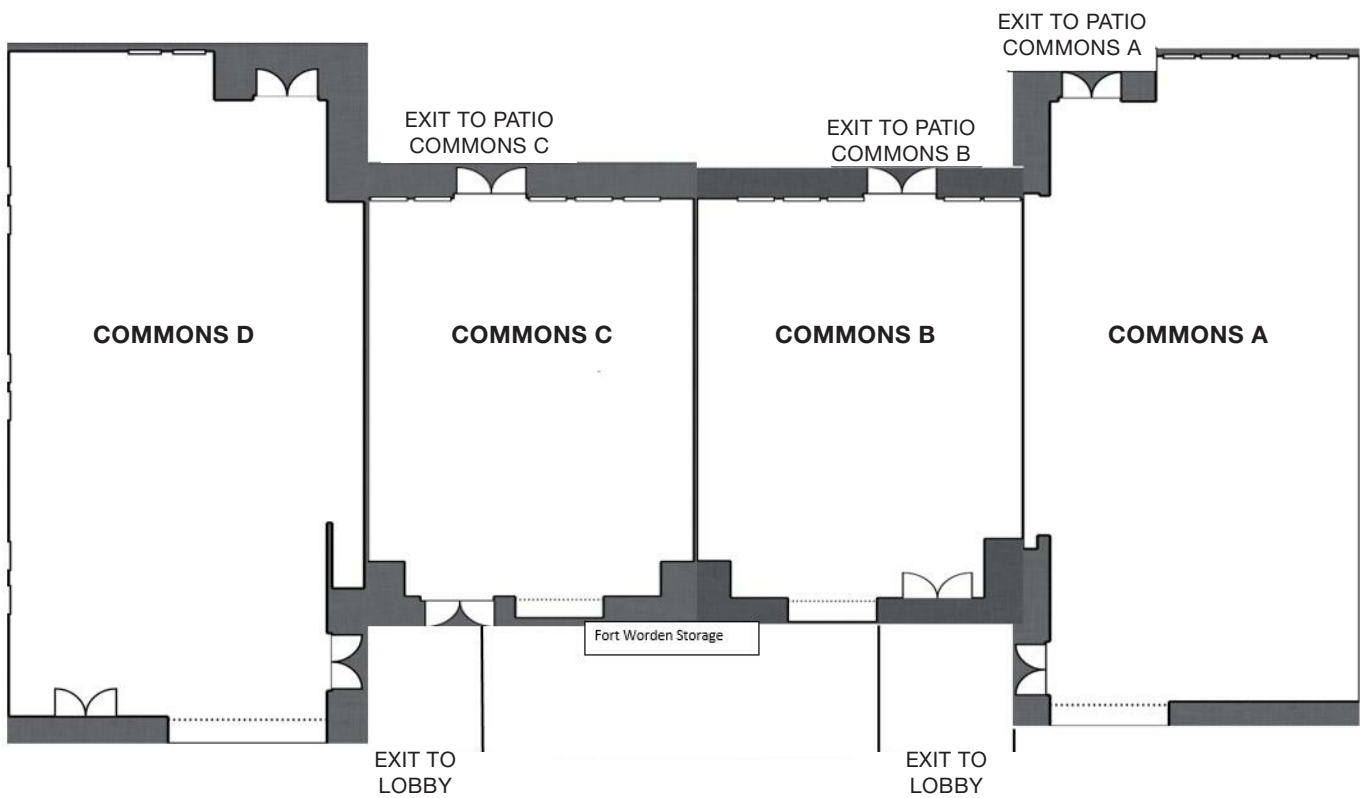 EXIT TO PATIO
COMMONS A
EXIT TO PATIO
COMMONS C
EXIT TO PATIO
COMMONS B
COMMONS D
COMMONS C
COMMONS B
COMMONS A
Fort Worden Storage
EXIT TO
LOBBY
EXIT TO
LOBBY